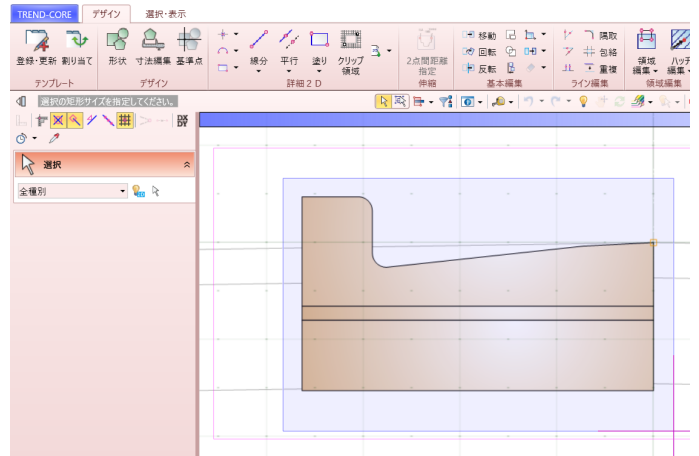 TREND-CORE デザイン 選択・表示
登録・更新 割り当て 形状 寸法編集 基準点 線分 平行 塗り クリップ領域 2点間距離指定 移動 回転 反転 隅取 包絡 重複 領域編集 ハッチ編集
テンプレート デザイン 詳細2D 伸縮 基本編集 ライン編集 領域編集
選択の矩形サイズを指定してください。
選択
全種別